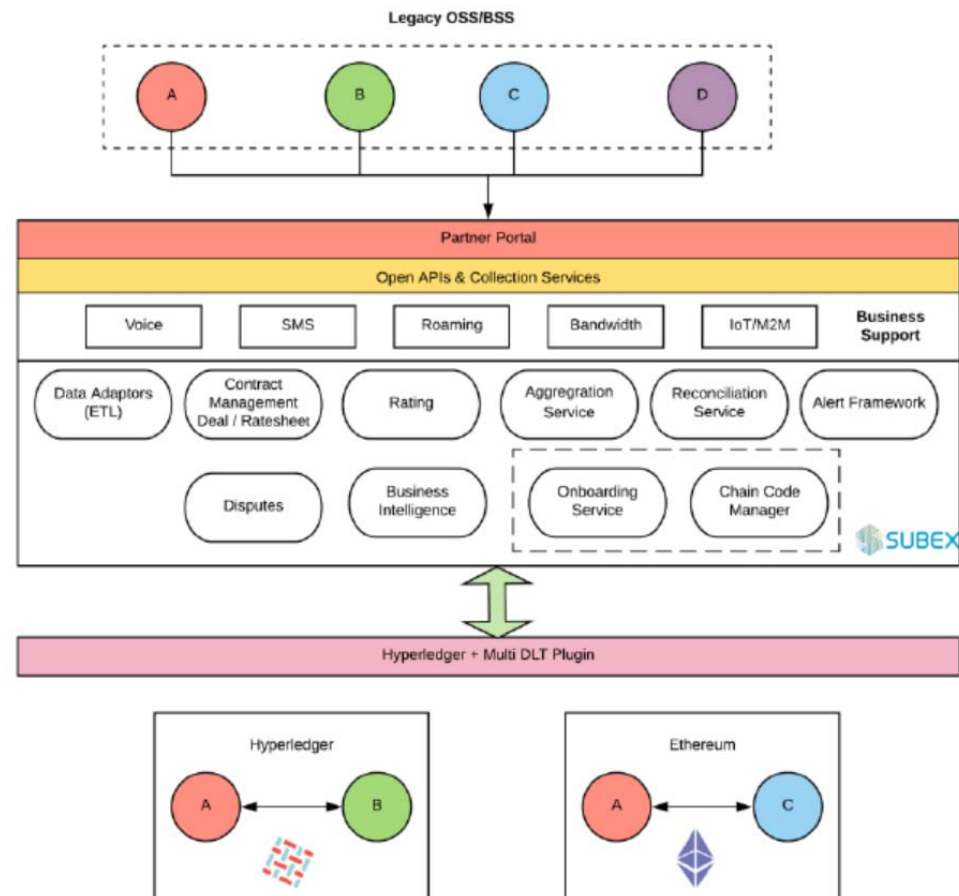 Legacy OSS/BSS
A
B
C
D
Partner Portal
Open APIs & Collection Services
Voice
SMS
Roaming
Bandwidth
IoT/M2M
Business
Support
Data Adaptors
(ETL)
Contract
Management
Deal / Ratesheet
Rating
Aggregration
Service
Reconciliation
Service
Alert Framework
Disputes
Business
Intelligence
Onboarding
Service
Chain Code
Manager
SUBEX
Hyperledger + Multi DLT Plugin
Hyperledger
A
B
Ethereum
A
C